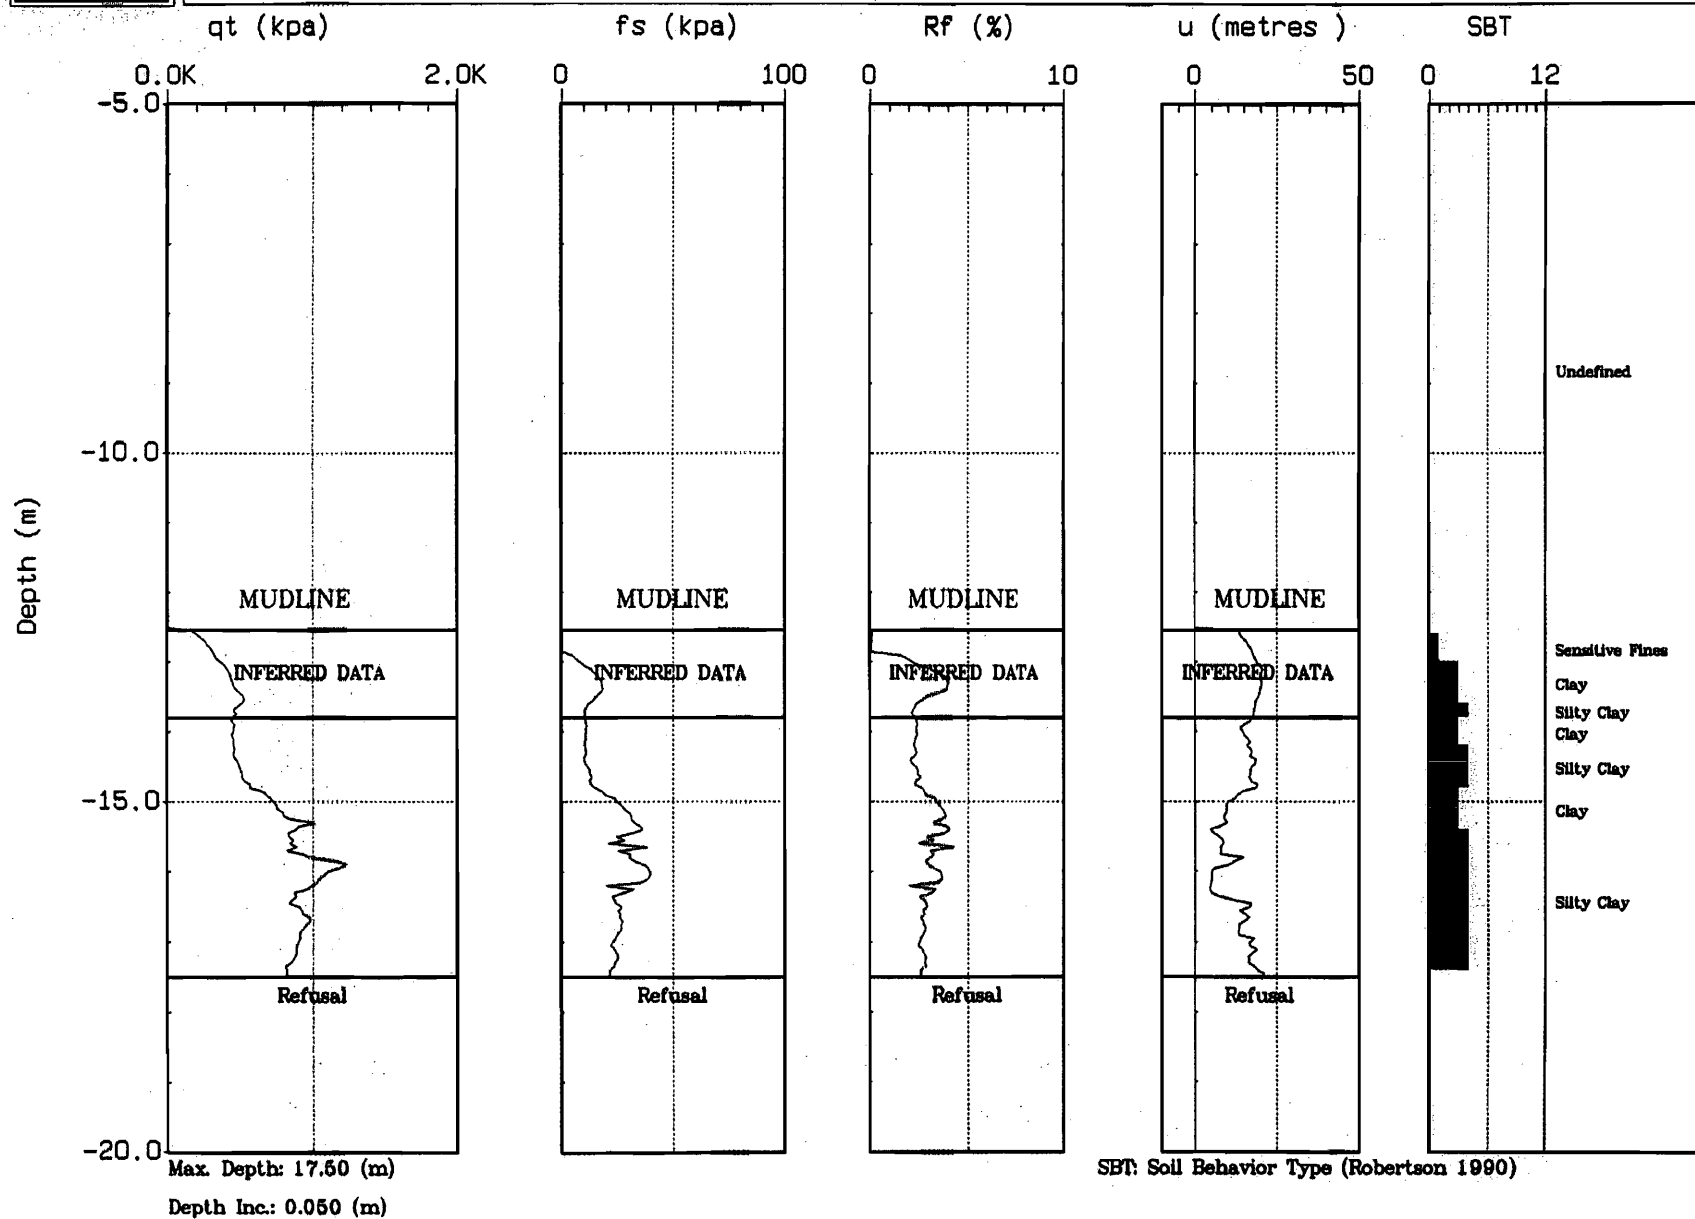 qt (kpa) fs (kpa) Rf (%) u (metres ) SBT
0.0K 2.0K 0 100 0 10 0 50 0 12
-5.0
Undefined
-10.0
Depth (m)
MUDLINE MUDLINE MUDLINE MUDLINE
Sensitive Fines
INFERRED DATA INFERRED DATA INFERRED DATA INFERRED DATA
Clay
Silty Clay
Clay
Silty Clay
-15.0
Clay
Silty Clay
Refusal Refusal Refusal Refusal
-20.0
Max. Depth: 17.50 (m) SBT: Soil Behavior Type (Robertson 1990)
Depth Inc.: 0.050 (m)